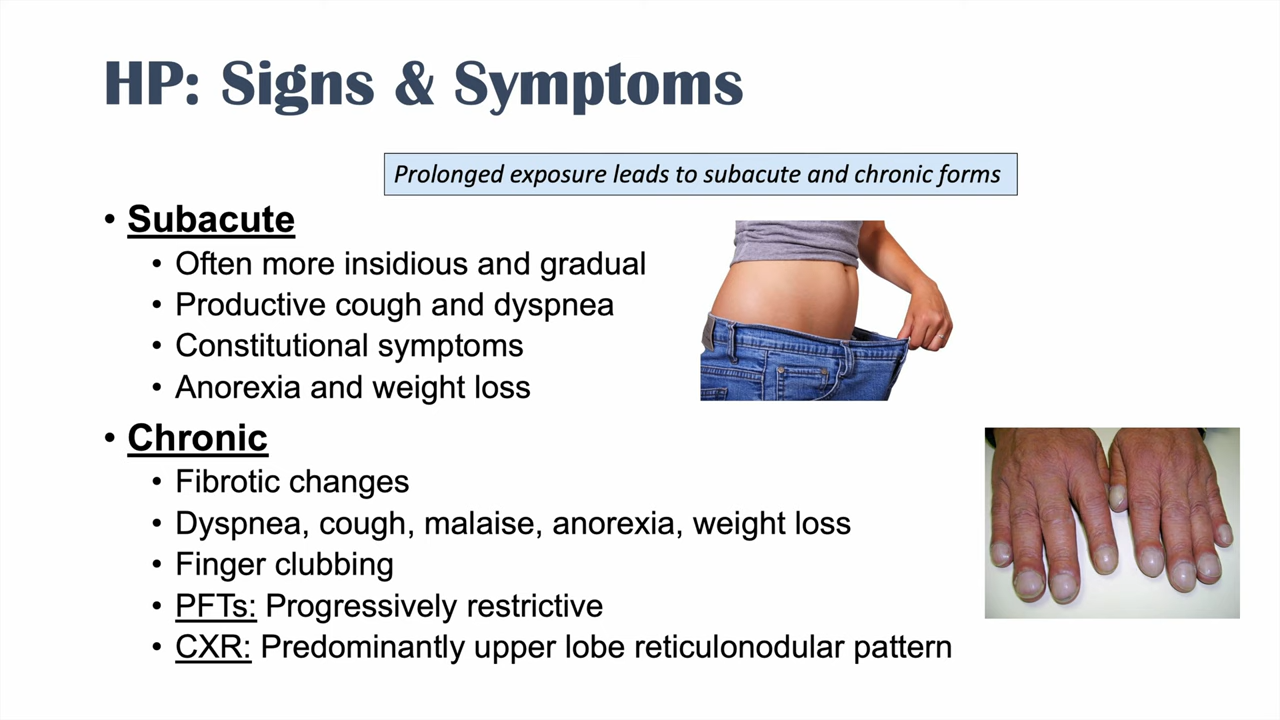 HP: Signs & Symptoms
Prolonged exposure leads to subacute and chronic forms
• Subacute
• Often more insidious and gradual
• Productive cough and dyspnea
• Constitutional symptoms
• Anorexia and weight loss
• Chronic
• Fibrotic changes
• Dyspnea, cough, malaise, anorexia, weight loss
• Finger clubbing
• PFTs: Progressively restrictive
• CXR: Predominantly upper lobe reticulonodular pattern